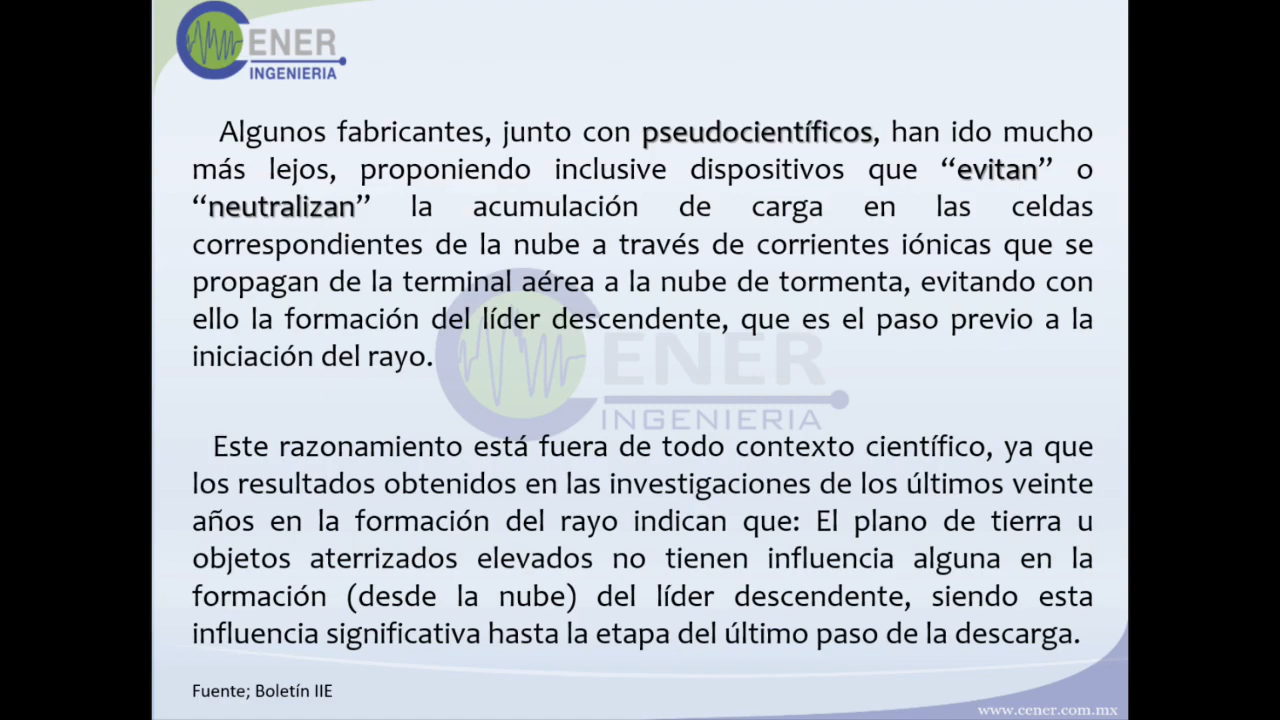 ENER
INGENIERIA
Algunos fabricantes, junto con pseudocientíficos, han ido mucho
más lejos, proponiendo inclusive dispositivos que “evitan” o
“neutralizan” la acumulación de carga en las celdas
correspondientes de la nube a través de corrientes iónicas que se
propagan de la terminal aérea a la nube de tormenta, evitando con
ello la formación del líder descendente, que es el paso previo a la
iniciación del rayo.
ENER
INGENIERIA
Este razonamiento está fuera de todo contexto científico, ya que
los resultados obtenidos en las investigaciones de los últimos veinte
años en la formación del rayo indican que: El plano de tierra u
objetos aterrizados elevados no tienen influencia alguna en la
formación (desde la nube) del líder descendente, siendo esta
influencia significativa hasta la etapa del último paso de la descarga.
Fuente; Boletín IIE
www.cener.com.mx